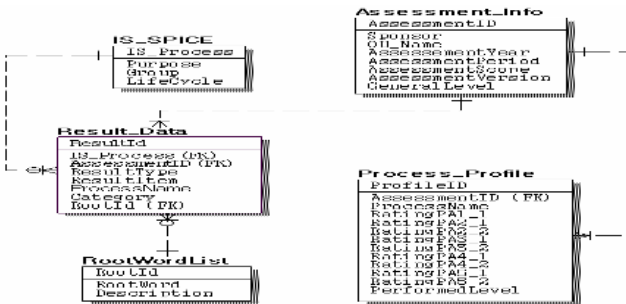 IS_SPICE
IS_Process
Purpose
Group
LifeCycle
Assessment_Info
AssessmentID
Sponsor
OU_Name
AssessementYear
AssessmentPeriod
AssessmentScope
AssessmentVersion
GeneralLevel
Result_Data
ResultId
IS_Process (FK)
AssessmentID (FK)
ResultType
ResultItem
ProcessName
Category
RootId (FK)
Process_Profile
ProfileID
AssessmentID (FK)
ProcessName
RatingPA1_1
RatingPA2_1
RatingPA2_2
RatingPA3_1
RatingPA3_2
RatingPA4_1
RatingPA4_2
RatingPA5_1
RatingPA5_2
PerformedLevel
RootWordList
RootId
RootWord
Description